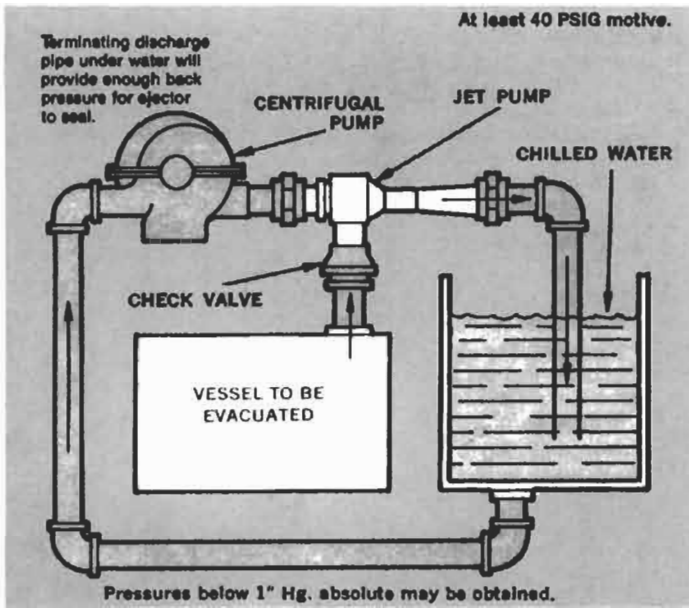 At least 40 PSIG motive.
Terminating discharge
pipe under water will
provide enough back
pressure for ejector
to seal.
CENTRIFUGAL
PUMP
JET PUMP
CHILLED WATER
CHECK VALVE
VESSEL TO BE
EVACUATED
Pressures below 1" Hg. absolute may be obtained.